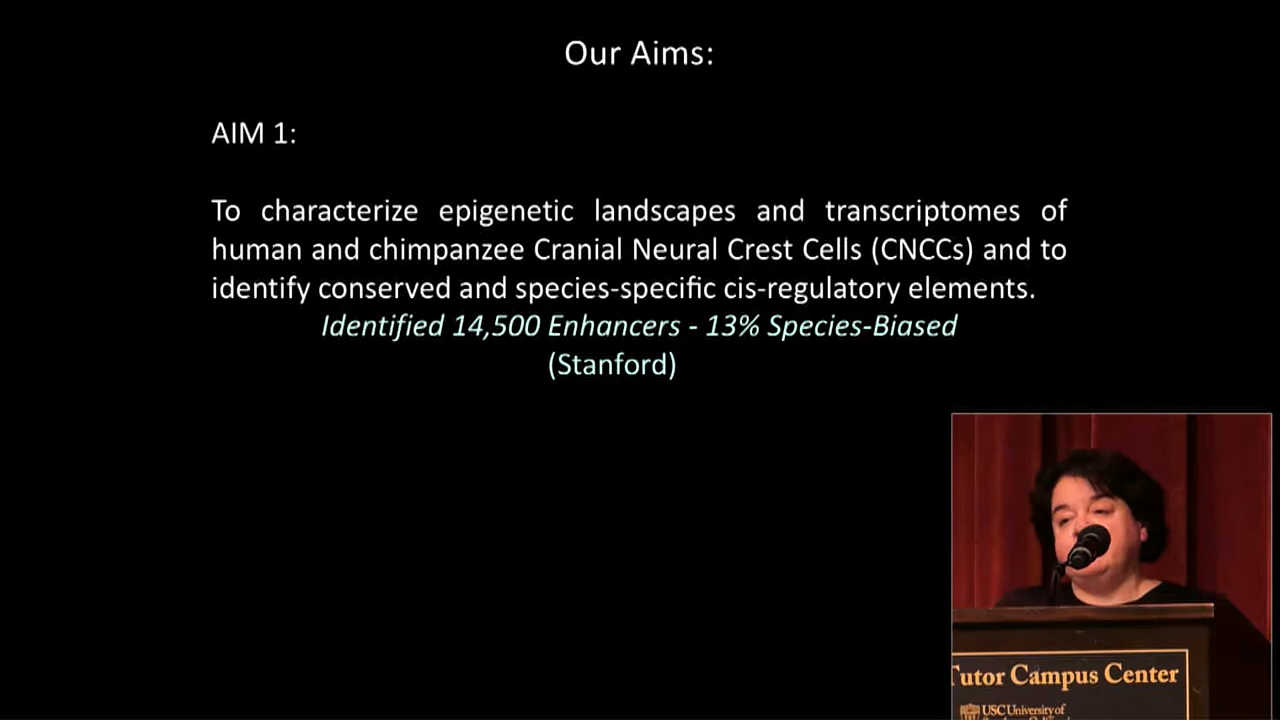 Our Aims:
AIM 1:
To characterize epigenetic landscapes and transcriptomes of
human and chimpanzee Cranial Neural Crest Cells (CNCCs) and to
identify conserved and species-specific cis-regulatory elements.
Identified 14,500 Enhancers - 13% Species-Biased
(Stanford)
Tutor Campus Center
USC University of